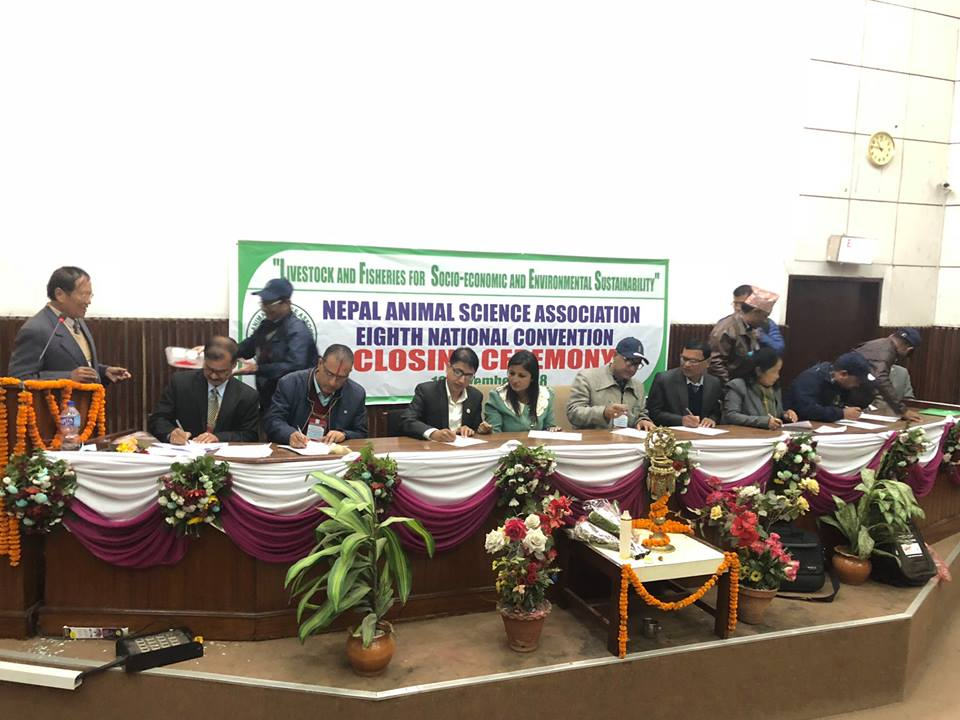 "LIVESTOCK AND FISHERIES FOR SOCIO-ECONOMIC AND ENVIRONMENTAL SUSTAINABILITY"
NEPAL ANIMAL SCIENCE ASSOCIATION
EIGHTH NATIONAL CONVENTION
CLOSING CEREMONY